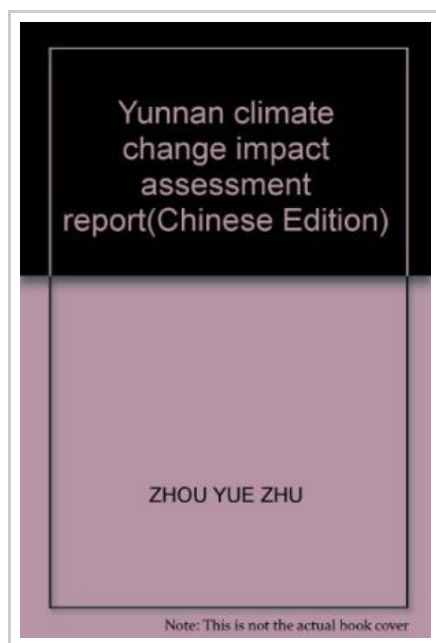 Yunnan climate
change impact
assessment
report(Chinese Edition)
ZHOU YUE ZHU
Note: This is not the actual book cover